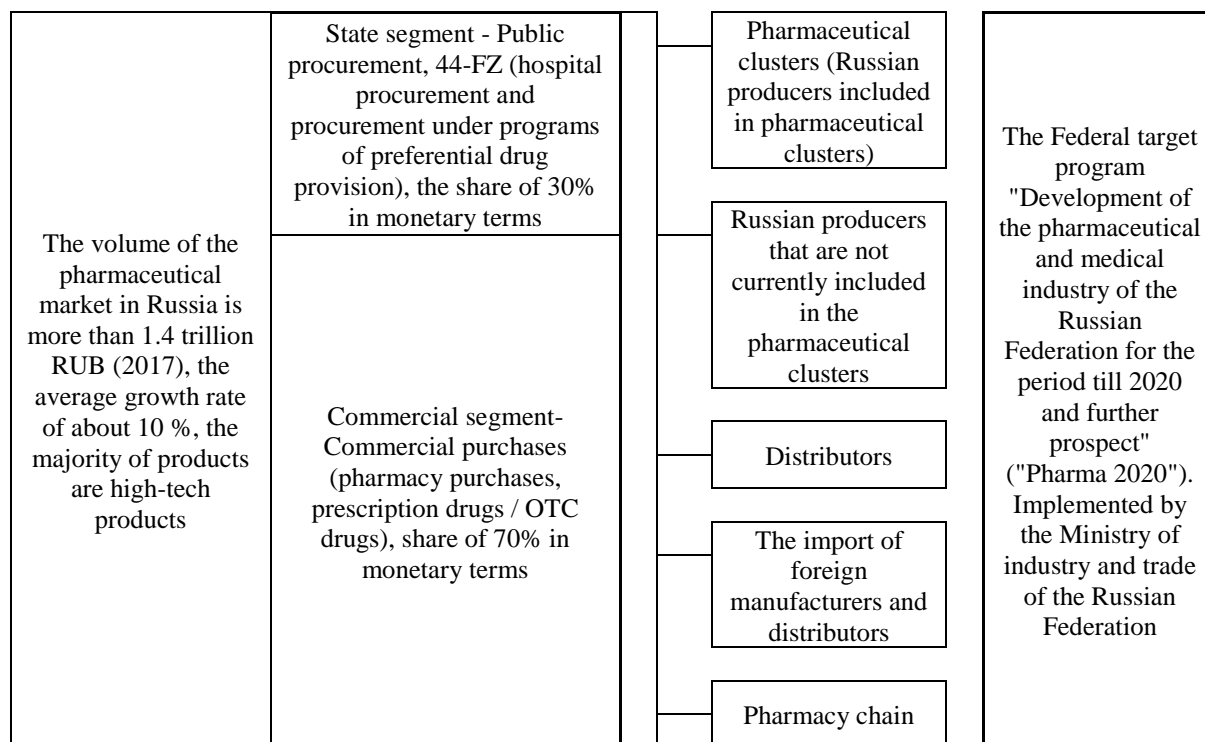 The volume of the
pharmaceutical
market in Russia is
more than 1.4 trillion
RUB (2017), the
average growth rate
of about 10 %, the
majority of products
are high-tech
products
State segment - Public
procurement, 44-FZ (hospital
procurement and
procurement under programs
of preferential drug
provision), the share of 30%
in monetary terms
Commercial segment-
Commercial purchases
(pharmacy purchases,
prescription drugs / OTC
drugs), share of 70% in
monetary terms
Pharmaceutical
clusters (Russian
producers included
in pharmaceutical
clusters)
Russian producers
that are not
currently included
in the
pharmaceutical
clusters
Distributors
The import of
foreign
manufacturers and
distributors
Pharmacy chain
The Federal target
program
"Development of
the pharmaceutical
and medical
industry of the
Russian
Federation for the
period till 2020
and further
prospect"
("Pharma 2020").
Implemented by
the Ministry of
industry and trade
of the Russian
Federation